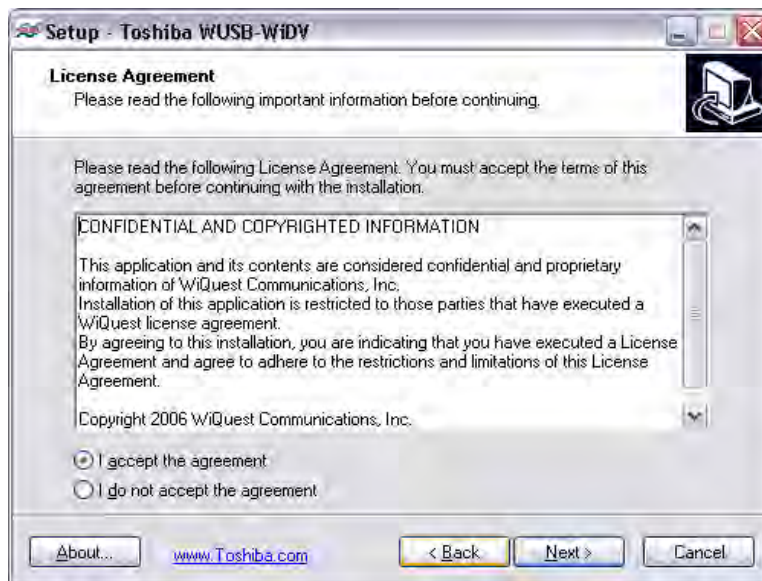 Setup - Toshiba WUSB-WiDV
License Agreement
Please read the following important information before continuing.
Please read the following License Agreement. You must accept the terms of this
agreement before continuing with the installation.
CONFIDENTIAL AND COPYRIGHTED INFORMATION
This application and its contents are considered confidential and proprietary
information of WiQuest Communications, Inc.
Installation of this application is restricted to those parties that have executed a
WiQuest license agreement.
By agreeing to this installation, you are indicating that you have executed a License
Agreement and agree to adhere to the restrictions and limitations of this License
Agreement.
Copyright 2006 WiQuest Communications, Inc.
I accept the agreement
I do not accept the agreement
About... www.Toshiba.com < Back Next > Cancel